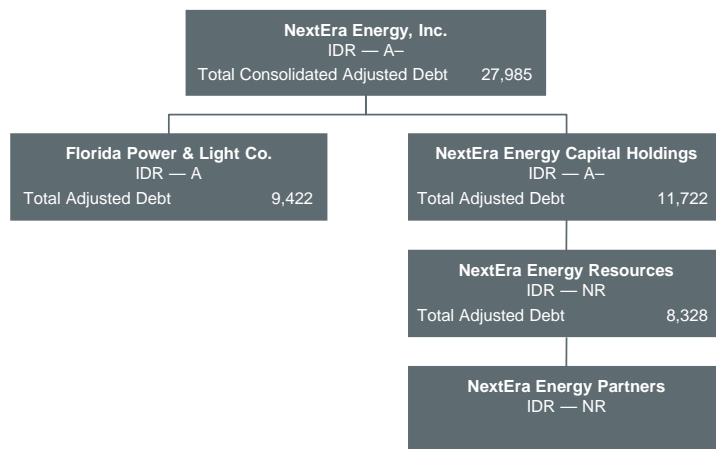 NextEra Energy, Inc.
IDR — A–
Total Consolidated Adjusted Debt 27,985
Florida Power & Light Co.
IDR — A
Total Adjusted Debt 9,422
NextEra Energy Capital Holdings
IDR — A–
Total Adjusted Debt 11,722
NextEra Energy Resources
IDR — NR
Total Adjusted Debt 8,328
NextEra Energy Partners
IDR — NR